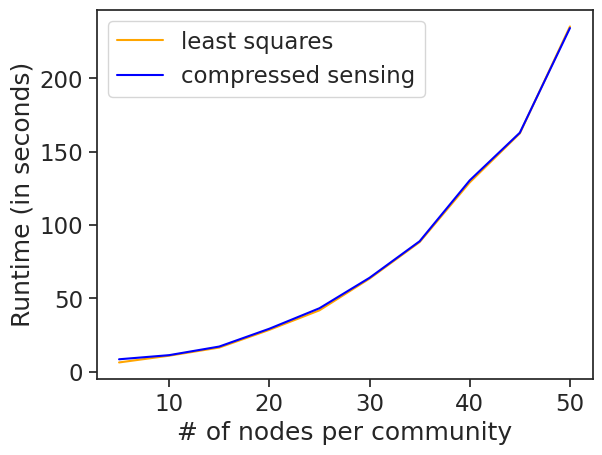 least squares
compressed sensing
Runtime (in seconds)
200
150
100
50
0
10 20 30 40 50
# of nodes per community